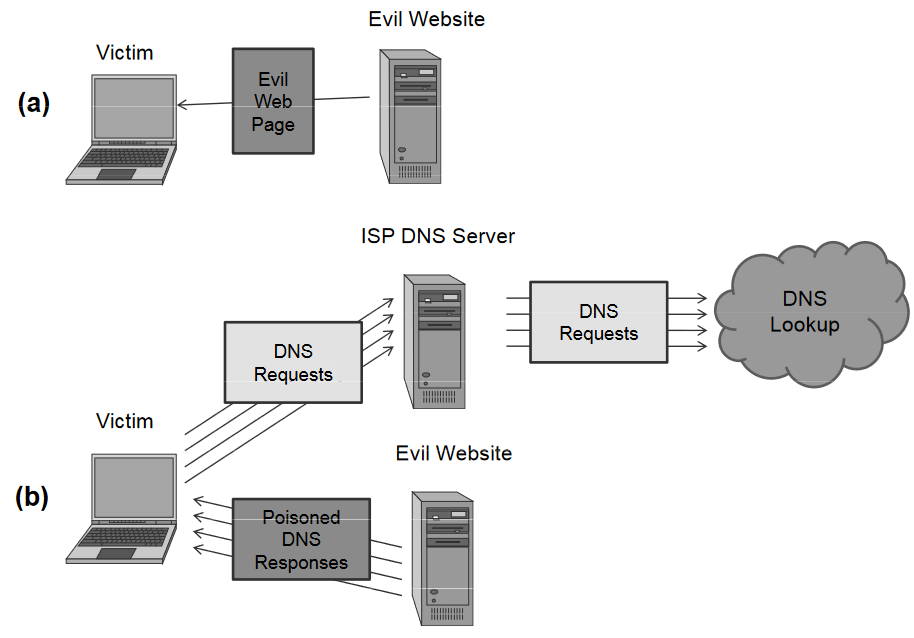 Evil Website
Victim
(a)
Evil
Web
Page
ISP DNS Server
DNS
Requests
DNS
Lookup
DNS
Requests
Victim
Evil Website
(b)
Poisoned
DNS
Responses